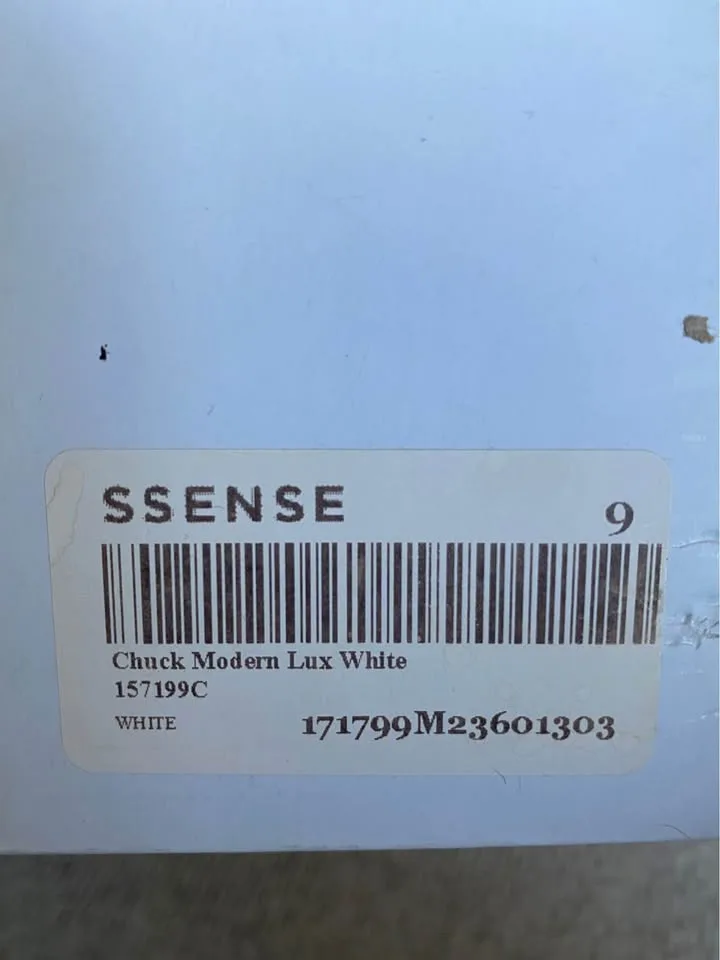 SSENSE 9
Chuck Modern Lux White
157199C
WHITE 171799M23601303